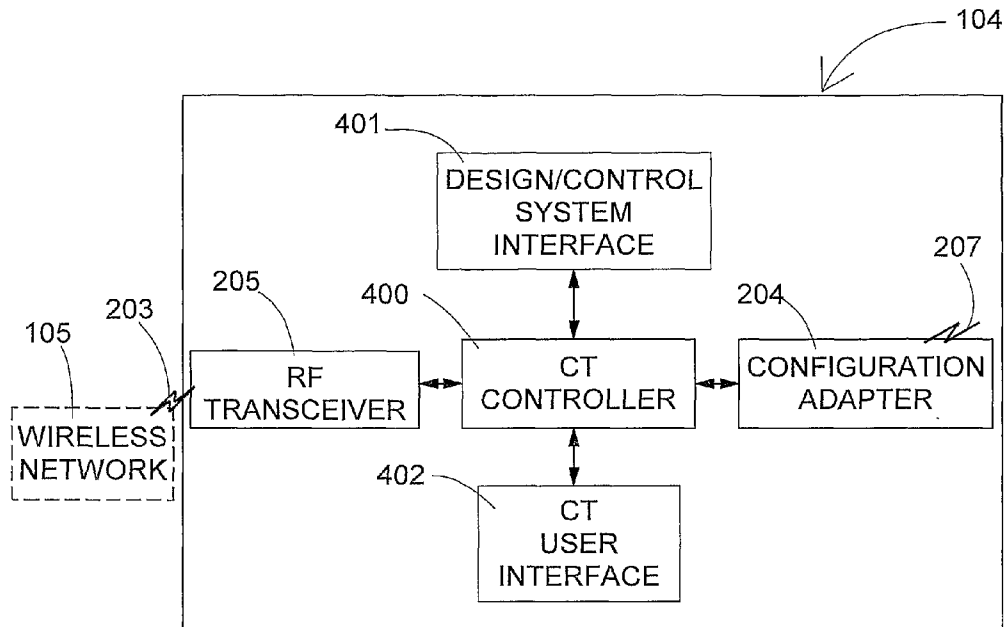 104
401
DESIGN/CONTROL
SYSTEM
INTERFACE
207
203
205
400
204
105
RF
TRANSCEIVER
CT
CONTROLLER
CONFIGURATION
ADAPTER
WIRELESS
NETWORK
402
CT
USER
INTERFACE